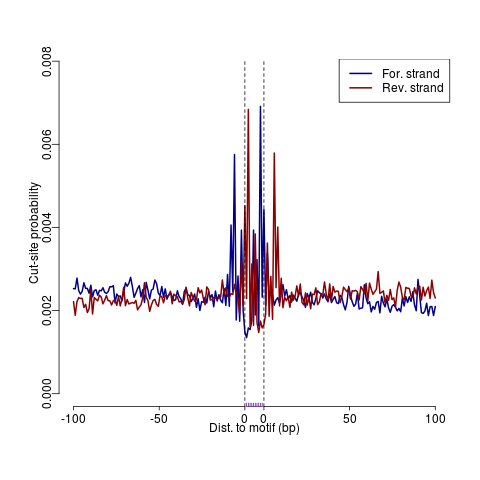 For. strand
Rev. strand
Cut-site probability
0.008
0.006
0.004
0.002
0.000
-100 -50 0 0 50 100
Dist. to motif (bp)